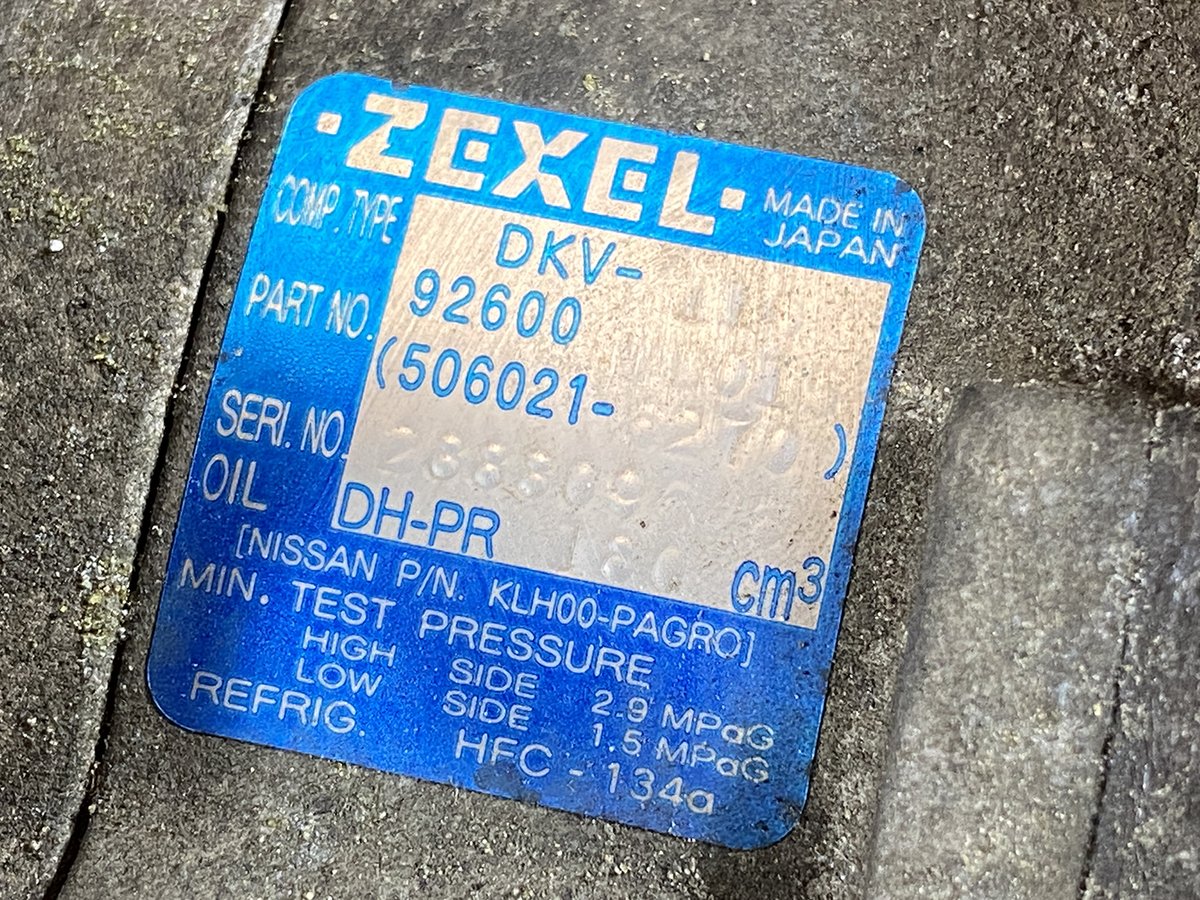 ·ZEXEL·
MADE IN
JAPAN
COMP. TYPE DKV-
PART NO. 92600
(506021- )
SERI. NO.
OIL DH-PR cm³
[NISSAN P/N. KLH00-PAGR0]
MIN. TEST PRESSURE
HIGH SIDE 2.9 MPaG
LOW SIDE 1.5 MPaG
REFRIG. HFC - 134a